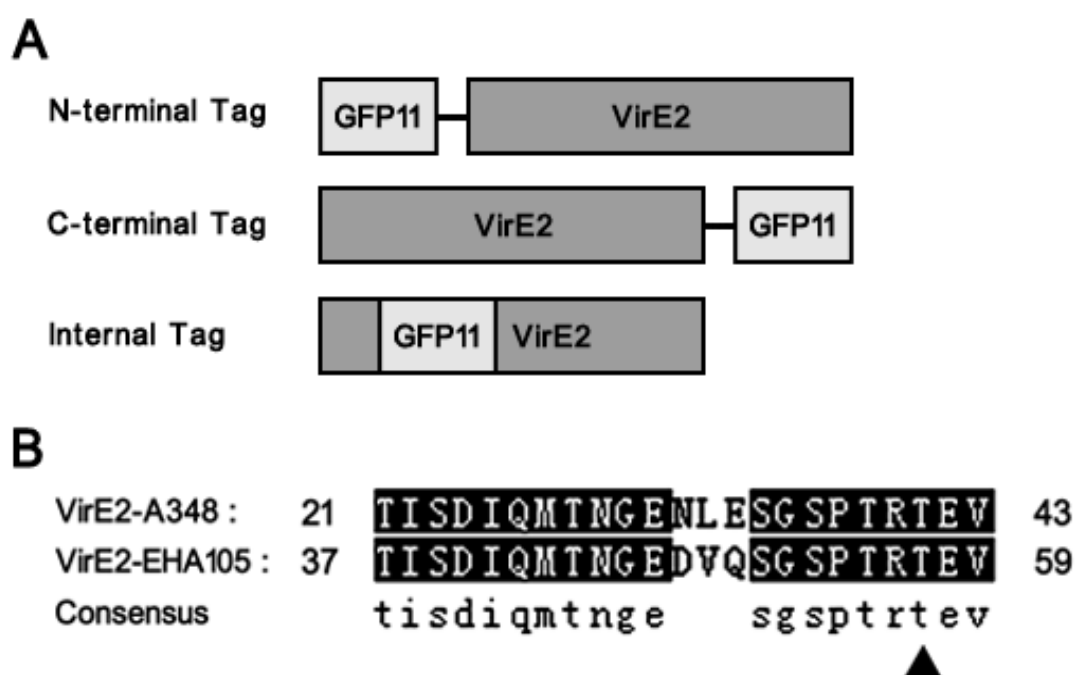 A
N-terminal Tag GFP11 VirE2
C-terminal Tag VirE2 GFP11
Internal Tag GFP11 VirE2
B
VirE2-A348 : 21 TISDIQMTNGENLESGSPTRTEV 43
VirE2-EHA105 : 37 TISDIQMTNGEDVQSGSPTRTEV 59
Consensus tisdiqmtnge sgsptrtev